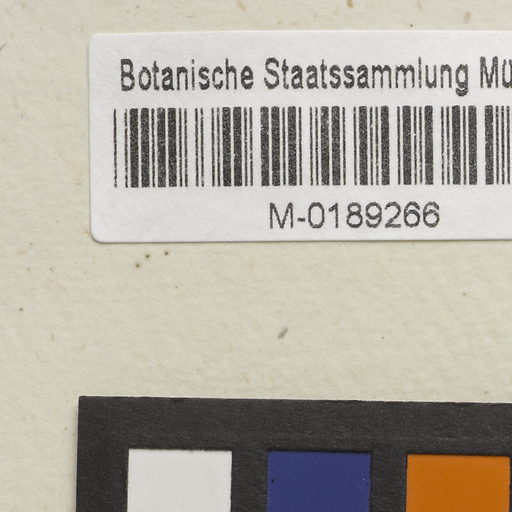 Botanische Staatssammlung Mü
M-0189266